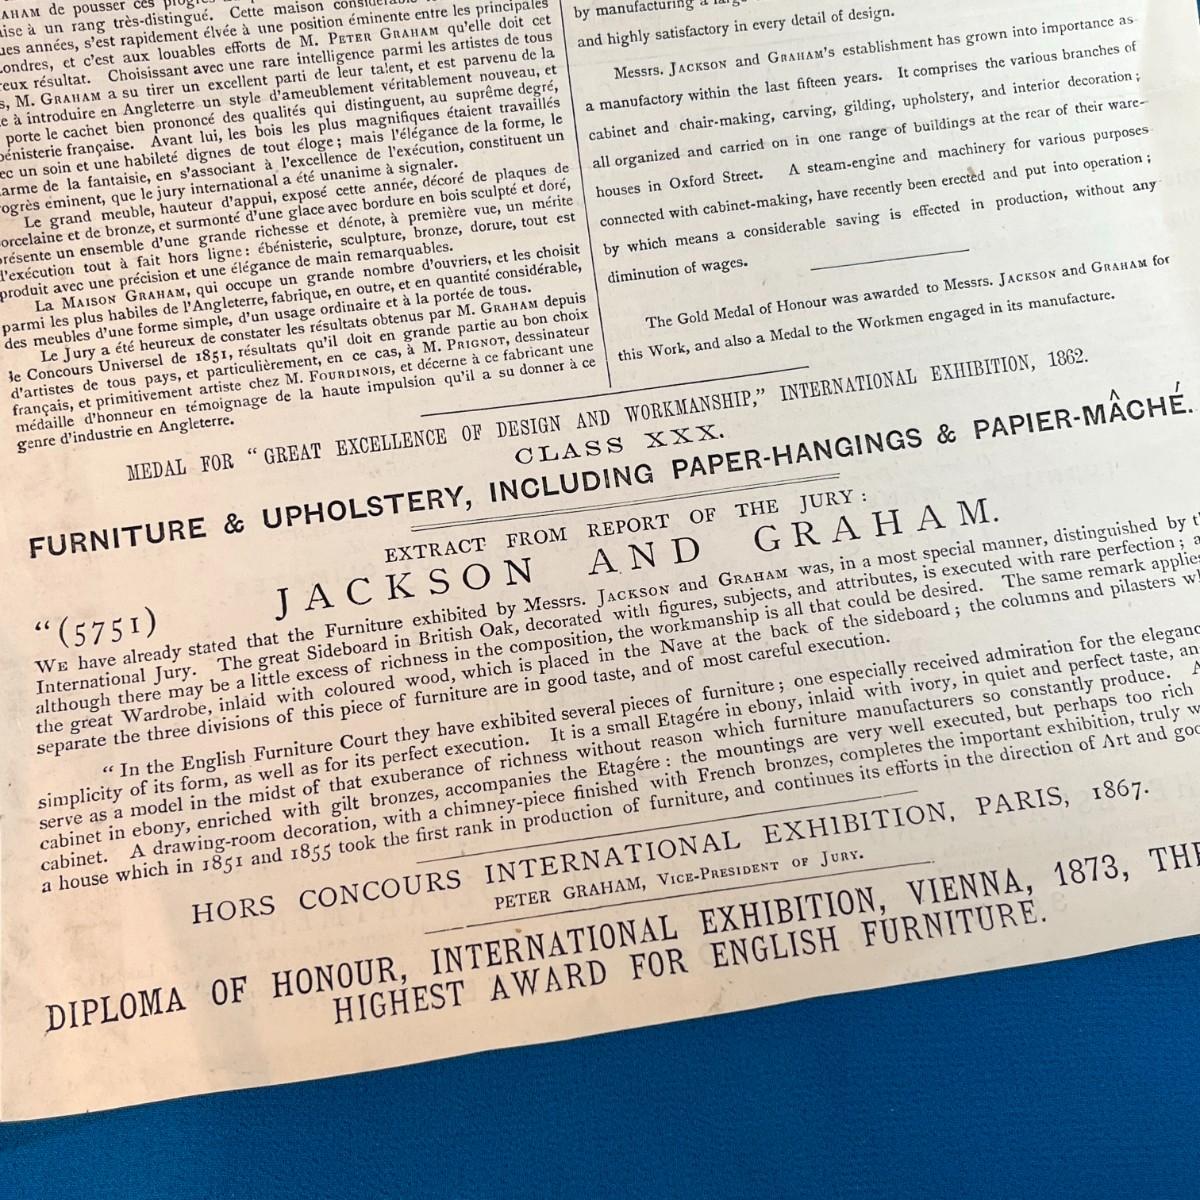 AHAM de pousser ces
aise à un rang très-distingué. Cette maison
ues années, s'est rapidement élvée à une position éminente entre les principales
ondres, et c'est aux louables efforts de M. PETER GRAHAM qu'elle doit cet
reux résultat. Choisissant avec une rare intelligence parmi les artistes de tous
s, M. GRAHAM a su tirer un excellent parti de leur talent, et est parvenu de la
e à introduire en Angleterre un style d'ameublement véritablement nouveau, et
porte le cachet bien prononcé des qualités qui distinguent, au suprême degré,
bénisterie française. Avant lui, les bois les plus magnifiques étaient travaillés
ec un soin et une habileté dignes de tout éloge; mais l'élégance de la forme, le
arme de la fantaisie, en s'associant à l'excellence de l'exécution, constituent un
ogrès éminent, que le jury international a été unanime à signaler.
Le grand meuble, hauteur d'appui, exposé cette année, décoré de plaques de
orcelaine et de bronze, et surmonté d'une glace avec bordure en bois sculpté et doré,
présente un ensemble d'une grande richesse et dénote, à première vue, un mérite
l'exécution tout à fait hors ligne: ébénisterie, sculpture, bronze, dorure, tout est
produit avec une précision et une élégance de main remarquables.
La MAISON GRAHAM, qui occupe un grande nombre d'ouvriers, et les choisit
parmi les plus habiles de l'Angleterre, fabrique, en outre, et en quantité considérable,
des meubles d'une forme simple, d'un usage ordinaire et à la portée de tous.
Le Jury a été heureux de constater les résultats obtenus par M. GRAHAM depuis
le Concours Universel de 1851, résultats qu'il doit en grande partie au bon choix
d'artistes de tous pays, et particulièrement, en ce cas, à M. PRIGNOT, dessinateur
français, et primitivement artiste chez M. FOURDINOIS, et décerne à ce fabricant une
médaille d'honneur en témoignage de la haute impulsion qu'il a su donner à ce
genre d'industrie en Angleterre.
by manufacturing a
and highly satisfactory in every detail of design.
Messrs. JACKSON and GRAHAM'S establishment has grown into importance as
a manufactory within the last fifteen years. It comprises the various branches of
cabinet and chair-making, carving, gilding, upholstery, and interior decoration;
all organized and carried on in one range of buildings at the rear of their ware-
houses in Oxford Street. A steam-engine and machinery for various purposes
connected with cabinet-making, have recently been erected and put into operation;
by which means a considerable saving is effected in production, without any
diminution of wages.
The Gold Medal of Honour was awarded to Messrs. JACKSON and GRAHAM for
this Work, and also a Medal to the Workmen engaged in its manufacture.
MEDAL FOR "GREAT EXCELLENCE OF DESIGN AND WORKMANSHIP," INTERNATIONAL EXHIBITION, 1862.
CLASS XXX.
FURNITURE & UPHOLSTERY, INCLUDING PAPER-HANGINGS & PAPIER-MÂCHÉ.
EXTRACT FROM REPORT OF THE JURY:
"(5751) JACKSON AND GRAHAM.
WE have already stated that the Furniture exhibited by Messrs. JACKSON and GRAHAM was, in a most special manner, distinguished by t
International Jury. The great Sideboard in British Oak, decorated with figures, subjects, and attributes, is executed with rare perfection; a
although there may be a little excess of richness in the composition, the workmanship is all that could be desired. The same remark applies
the great Wardrobe, inlaid with coloured wood, which is placed in the Nave at the back of the sideboard; the columns and pilasters wh
separate the three divisions of this piece of furniture are in good taste, and of most careful execution.
"In the English Furniture Court they have exhibited several pieces of furniture; one especially received admiration for the eleganc
simplicity of its form, as well as for its perfect execution. It is a small Etagére in ebony, inlaid with ivory, in quiet and perfect taste, an
serve as a model in the midst of that exuberance of richness without reason which furniture manufacturers so constantly produce. A
cabinet in ebony, enriched with gilt bronzes, accompanies the Etagére: the mountings are very well executed, but perhaps too rich
cabinet. A drawing-room decoration, with a chimney-piece finished with French bronzes, completes the important exhibition, truly w
a house which in 1851 and 1855 took the first rank in production of furniture, and continues its efforts in the direction of Art and goo
HORS CONCOURS INTERNATIONAL EXHIBITION, PARIS, 1867.
PETER GRAHAM, VICE-PRESIDENT OF JURY.
DIPLOMA OF HONOUR, INTERNATIONAL EXHIBITION, VIENNA, 1873, THE
HIGHEST AWARD FOR ENGLISH FURNITURE.